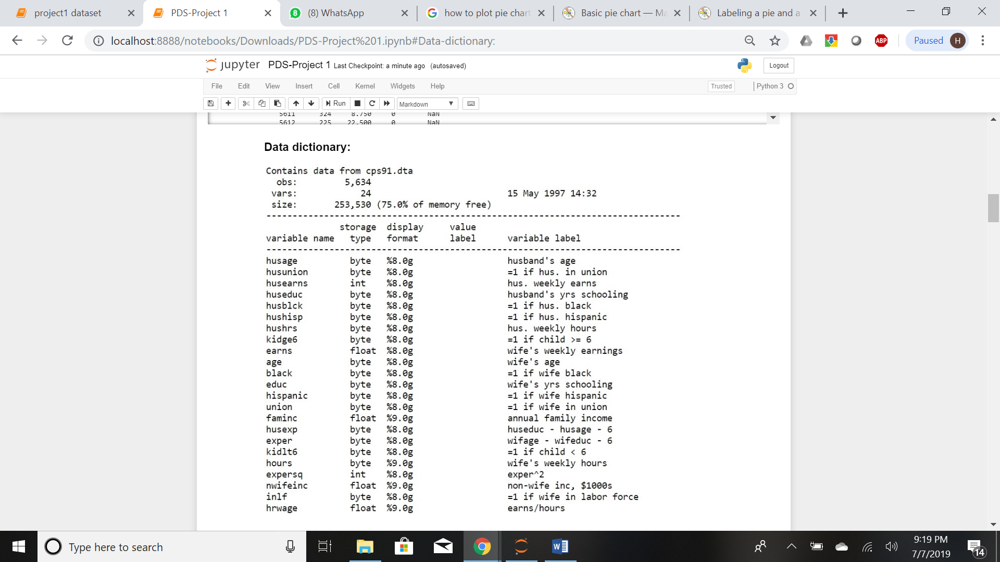 project1 dataset
PDS-Project 1
(8) WhatsApp
how to plot pie chart
Basic pie chart — Ma
Labeling a pie and a
localhost:8888/notebooks/Downloads/PDS-Project%201.ipynb#Data-dictionary:
ABP
Paused
H
jupyter PDS-Project 1 Last Checkpoint: a minute ago (autosaved)
Logout
File Edit View Insert Cell Kernel Widgets Help
Trusted
Python 3
Run
Markdown
5611 324 8.750 0 NaN
5612 225 22.500 0 NaN
Data dictionary:
Contains data from cps91.dta
obs: 5,634
vars: 24 15 May 1997 14:32
size: 253,530 (75.0% of memory free)
-------------------------------------------------------------------------------
storage display value
variable name type format label variable label
-------------------------------------------------------------------------------
husage byte %8.0g husband's age
husunion byte %8.0g =1 if hus. in union
husearns int %8.0g hus. weekly earns
huseduc byte %8.0g husband's yrs schooling
husblck byte %8.0g =1 if hus. black
hushisp byte %8.0g =1 if hus. hispanic
hushrs byte %8.0g hus. weekly hours
kidge6 byte %8.0g =1 if child >= 6
earns float %8.0g wife's weekly earnings
age byte %8.0g wife's age
black byte %8.0g =1 if wife black
educ byte %8.0g wife's yrs schooling
hispanic byte %8.0g =1 if wife hispanic
union byte %8.0g =1 if wife in union
faminc float %9.0g annual family income
husexp byte %8.0g huseduc - husage - 6
exper byte %8.0g wifage - wifeduc - 6
kidlt6 byte %8.0g =1 if child < 6
hours byte %9.0g wife's weekly hours
expersq int %8.0g exper^2
nwifeinc float %9.0g non-wife inc, $1000s
inlf byte %8.0g =1 if wife in labor force
hrwage float %9.0g earns/hours
Type here to search
9:19 PM
7/7/2019
14